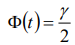 Φ(t) = γ/2